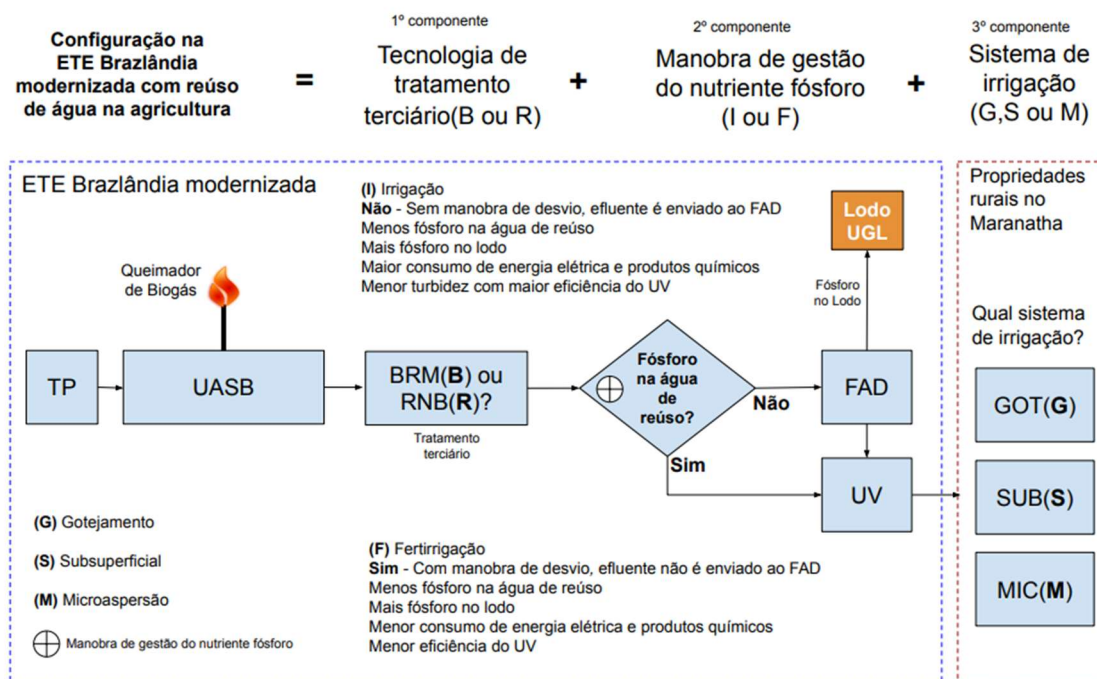 Configuração na
ETE Brazlândia
modernizada com reúso
de água na agricultura
=
1º componente
Tecnologia de
tratamento
terciário(B ou R)
+
2º componente
Manobra de gestão
do nutriente fósforo
(I ou F)
+
3º componente
Sistema de
irrigação
(G,S ou M)
ETE Brazlândia modernizada
(I) Irrigação
Não - Sem manobra de desvio, efluente é enviado ao FAD
Menos fósforo na água de reúso
Mais fósforo no lodo
Maior consumo de energia elétrica e produtos químicos
Menor turbidez com maior eficiência do UV
Lodo
UGL
Fósforo
no Lodo
Queimador
de Biogás
TP
UASB
BRM(B) ou
RNB(R)?
Tratamento
terciário
Fósforo
na água
de
reúso?
Não
Sim
FAD
UV
(G) Gotejamento
(S) Subsuperficial
(M) Microaspersão
Manobra de gestão do nutriente fósforo
(F) Fertirrigação
Sim - Com manobra de desvio, efluente não é enviado ao FAD
Menos fósforo na água de reúso
Mais fósforo no lodo
Menor consumo de energia elétrica e produtos químicos
Menor eficiência do UV
Propriedades
rurais no
Maranatha
Qual sistema
de irrigação?
GOT(G)
SUB(S)
MIC(M)